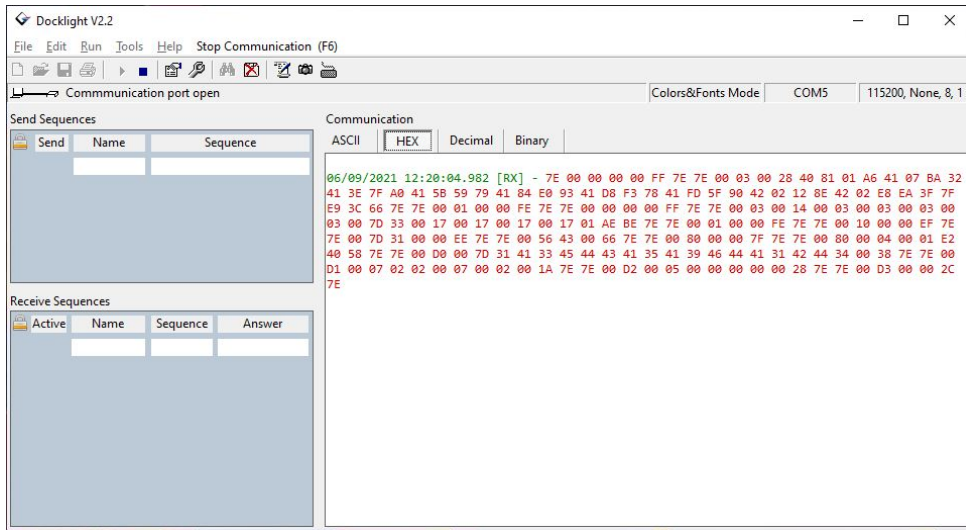 Docklight V2.2
File Edit Run Tools Help Stop Communication (F6)
Commmunication port open
Colors&Fonts Mode
COM5
115200, None, 8, 1
Send Sequences
Send Name Sequence
Communication
ASCII HEX Decimal Binary
06/09/2021 12:20:04.982 [RX] - 7E 00 00 00 00 FF 7E 7E 00 03 00 28 40 81 01 A6 41 07 BA 32
41 3E 7F A0 41 5B 59 79 41 84 E0 93 41 D8 F3 78 41 FD 5F 90 42 02 12 8E 42 02 E8 EA 3F 7F
E9 3C 66 7E 7E 00 01 00 00 FE 7E 7E 00 00 00 00 FF 7E 7E 00 03 00 14 00 03 00 03 00 03 00
03 00 7D 33 00 17 00 17 00 17 00 17 01 AE BE 7E 7E 00 01 00 00 FE 7E 7E 00 10 00 00 EF 7E
7E 00 7D 31 00 00 EE 7E 7E 00 56 43 00 66 7E 7E 00 80 00 00 7F 7E 7E 00 80 00 04 00 01 E2
40 58 7E 7E 00 D0 00 7D 31 41 33 45 44 43 41 35 41 39 46 44 41 31 42 44 34 00 38 7E 7E 00
D1 00 07 02 02 00 07 00 02 00 1A 7E 7E 00 D2 00 05 00 00 00 00 00 28 7E 7E 00 D3 00 00 2C
7E
Receive Sequences
Active Name Sequence Answer